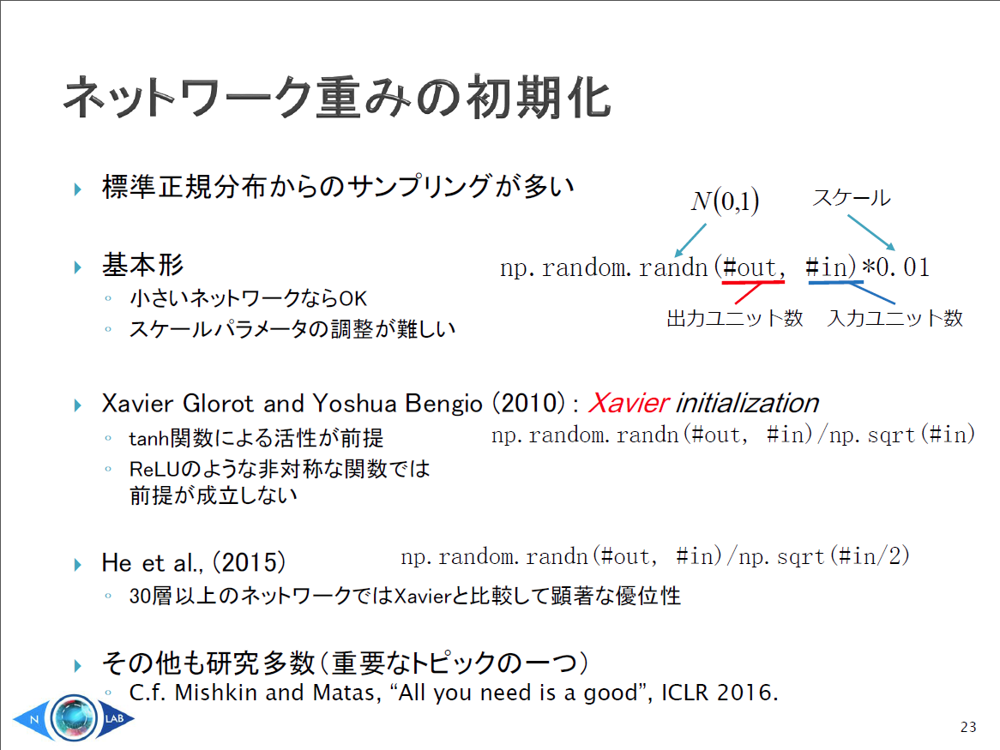 ネットワーク重みの初期化
標準正規分布からのサンプリングが多い
N(0,1)
スケール
基本形
np.random.randn(#out, #in)*0.01
小さいネットワークならOK
スケールパラメータの調整が難しい
出力ユニット数
入力ユニット数
Xavier Glorot and Yoshua Bengio (2010) : Xavier initialization
tanh関数による活性が前提
np.random.randn(#out, #in)/np.sqrt(#in)
ReLUのような非対称な関数では
前提が成立しない
He et al., (2015)
np.random.randn(#out, #in)/np.sqrt(#in/2)
30層以上のネットワークではXavierと比較して顕著な優位性
その他も研究多数（重要なトピックの一つ）
C.f. Mishkin and Matas, “All you need is a good”, ICLR 2016.
N LAB
23